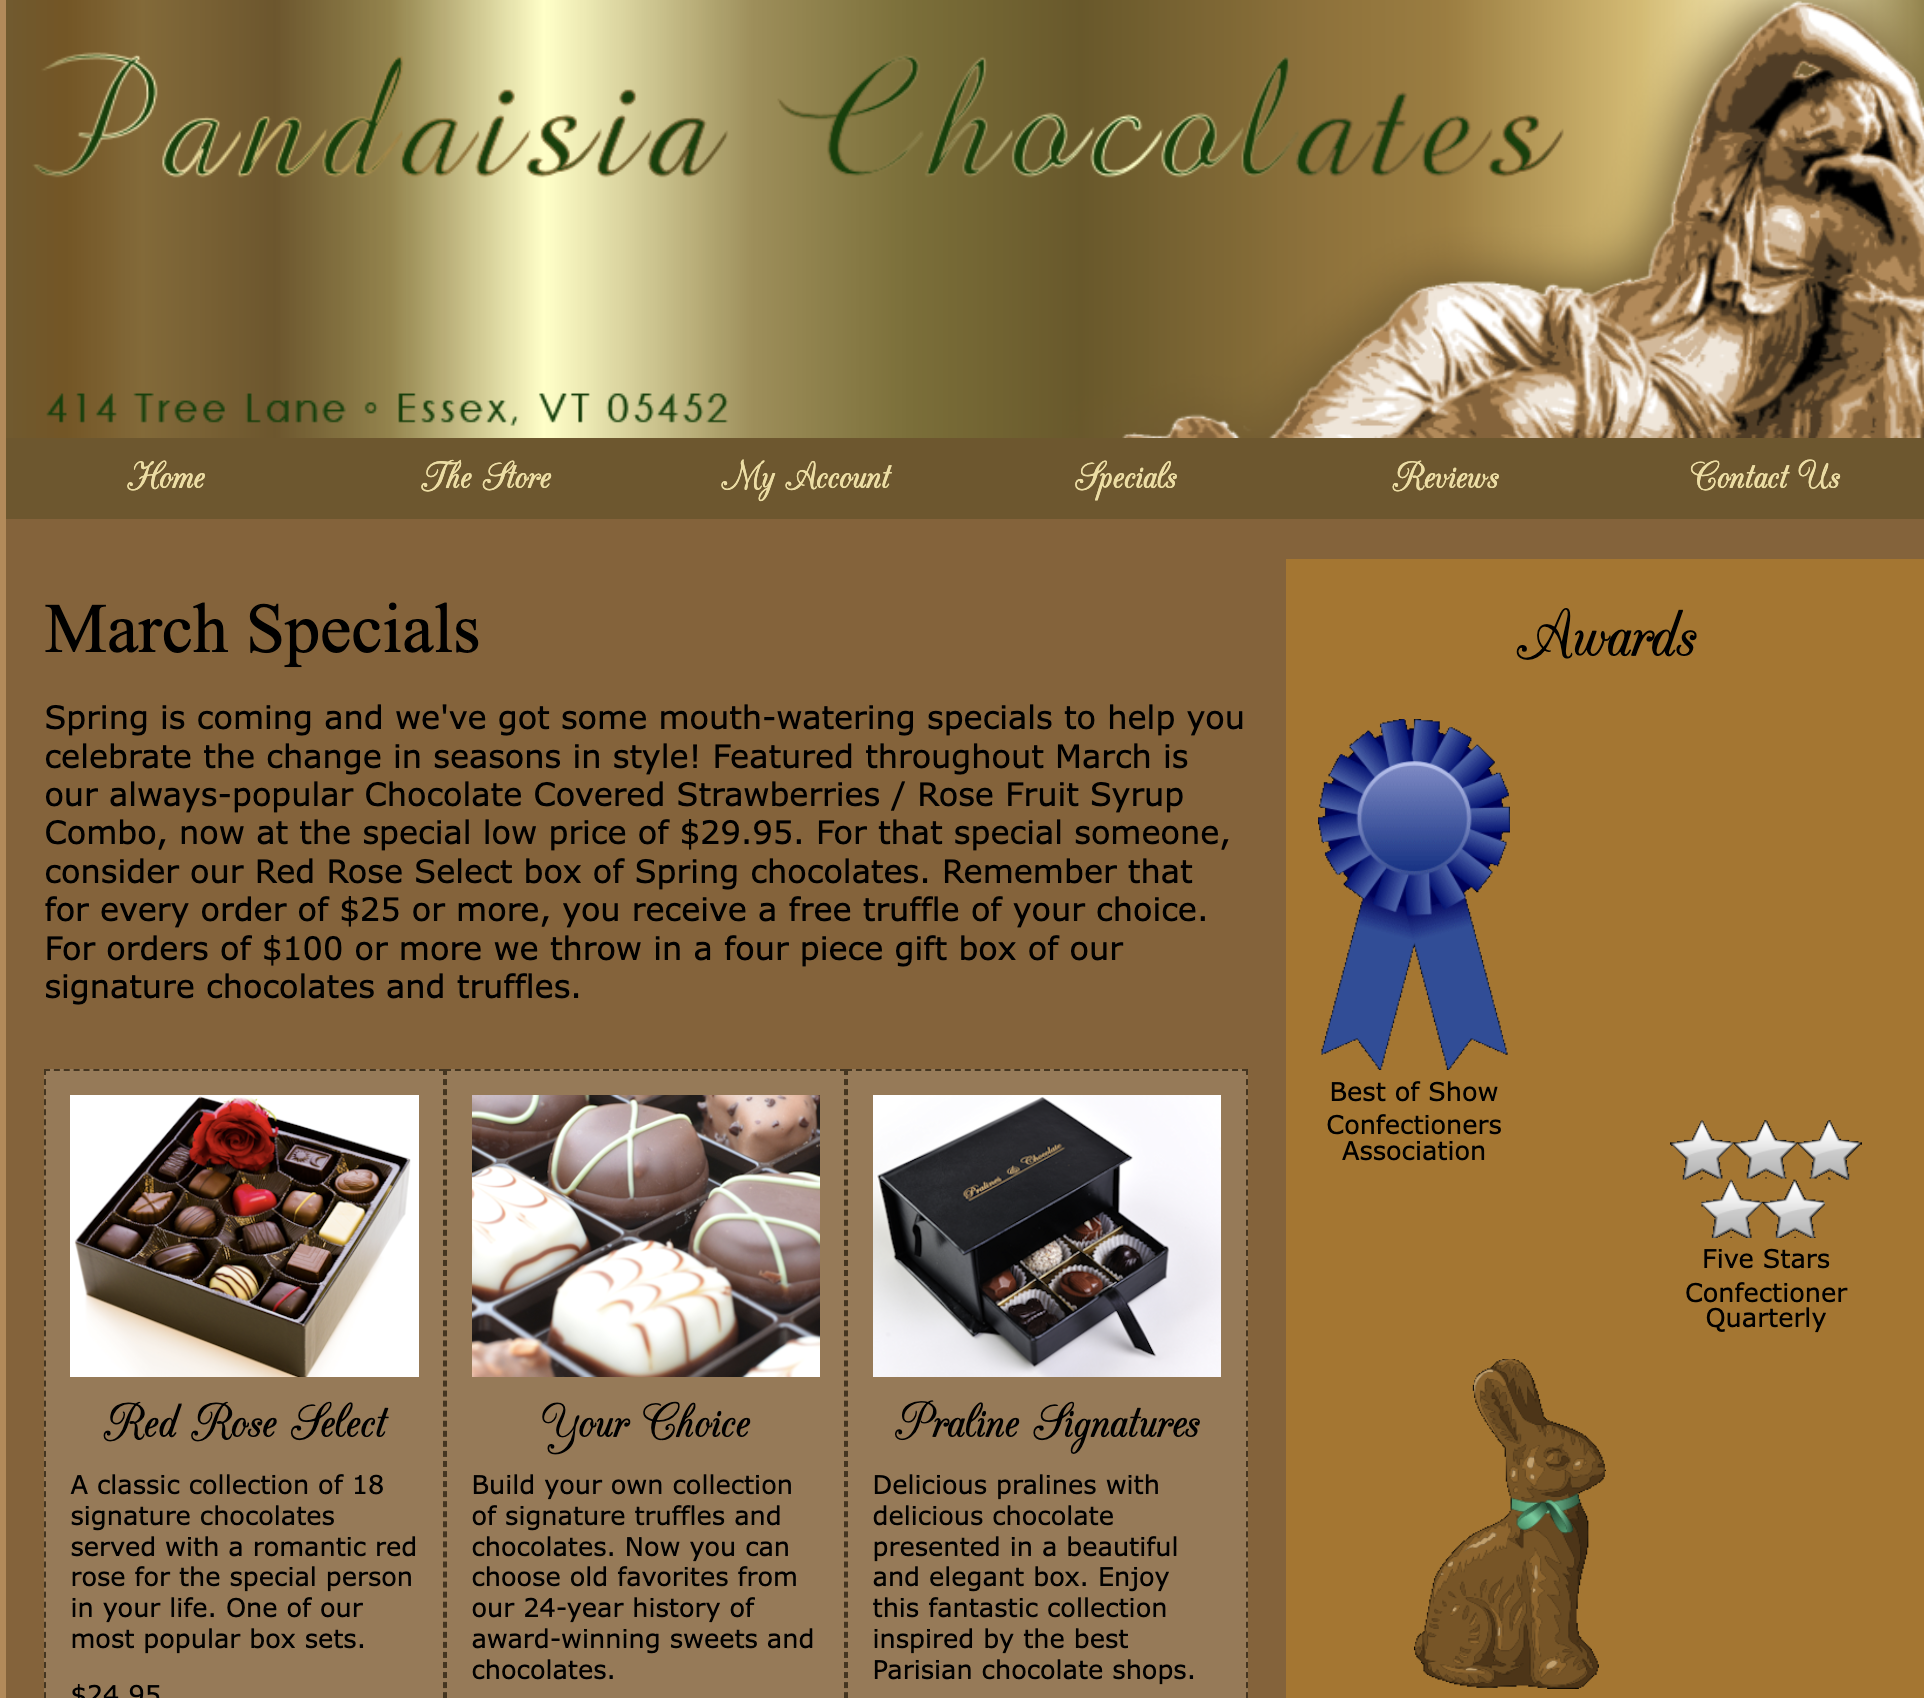 Pandaisia Chocolates
414 Tree Lane ◦ Essex, VT 05452
Home The Store My Account Specials Reviews Contact Us
March Specials
Spring is coming and we've got some mouth-watering specials to help you
celebrate the change in seasons in style! Featured throughout March is
our always-popular Chocolate Covered Strawberries / Rose Fruit Syrup
Combo, now at the special low price of $29.95. For that special someone,
consider our Red Rose Select box of Spring chocolates. Remember that
for every order of $25 or more, you receive a free truffle of your choice.
For orders of $100 or more we throw in a four piece gift box of our
signature chocolates and truffles.
Red Rose Select
A classic collection of 18
signature chocolates
served with a romantic red
rose for the special person
in your life. One of our
most popular box sets.
$24.95
Your Choice
Build your own collection
of signature truffles and
chocolates. Now you can
choose old favorites from
our 24-year history of
award-winning sweets and
chocolates.
Pralines & Chocolate
Praline Signatures
Delicious pralines with
delicious chocolate
presented in a beautiful
and elegant box. Enjoy
this fantastic collection
inspired by the best
Parisian chocolate shops.
Awards
Best of Show
Confectioners
Association
Five Stars
Confectioner
Quarterly